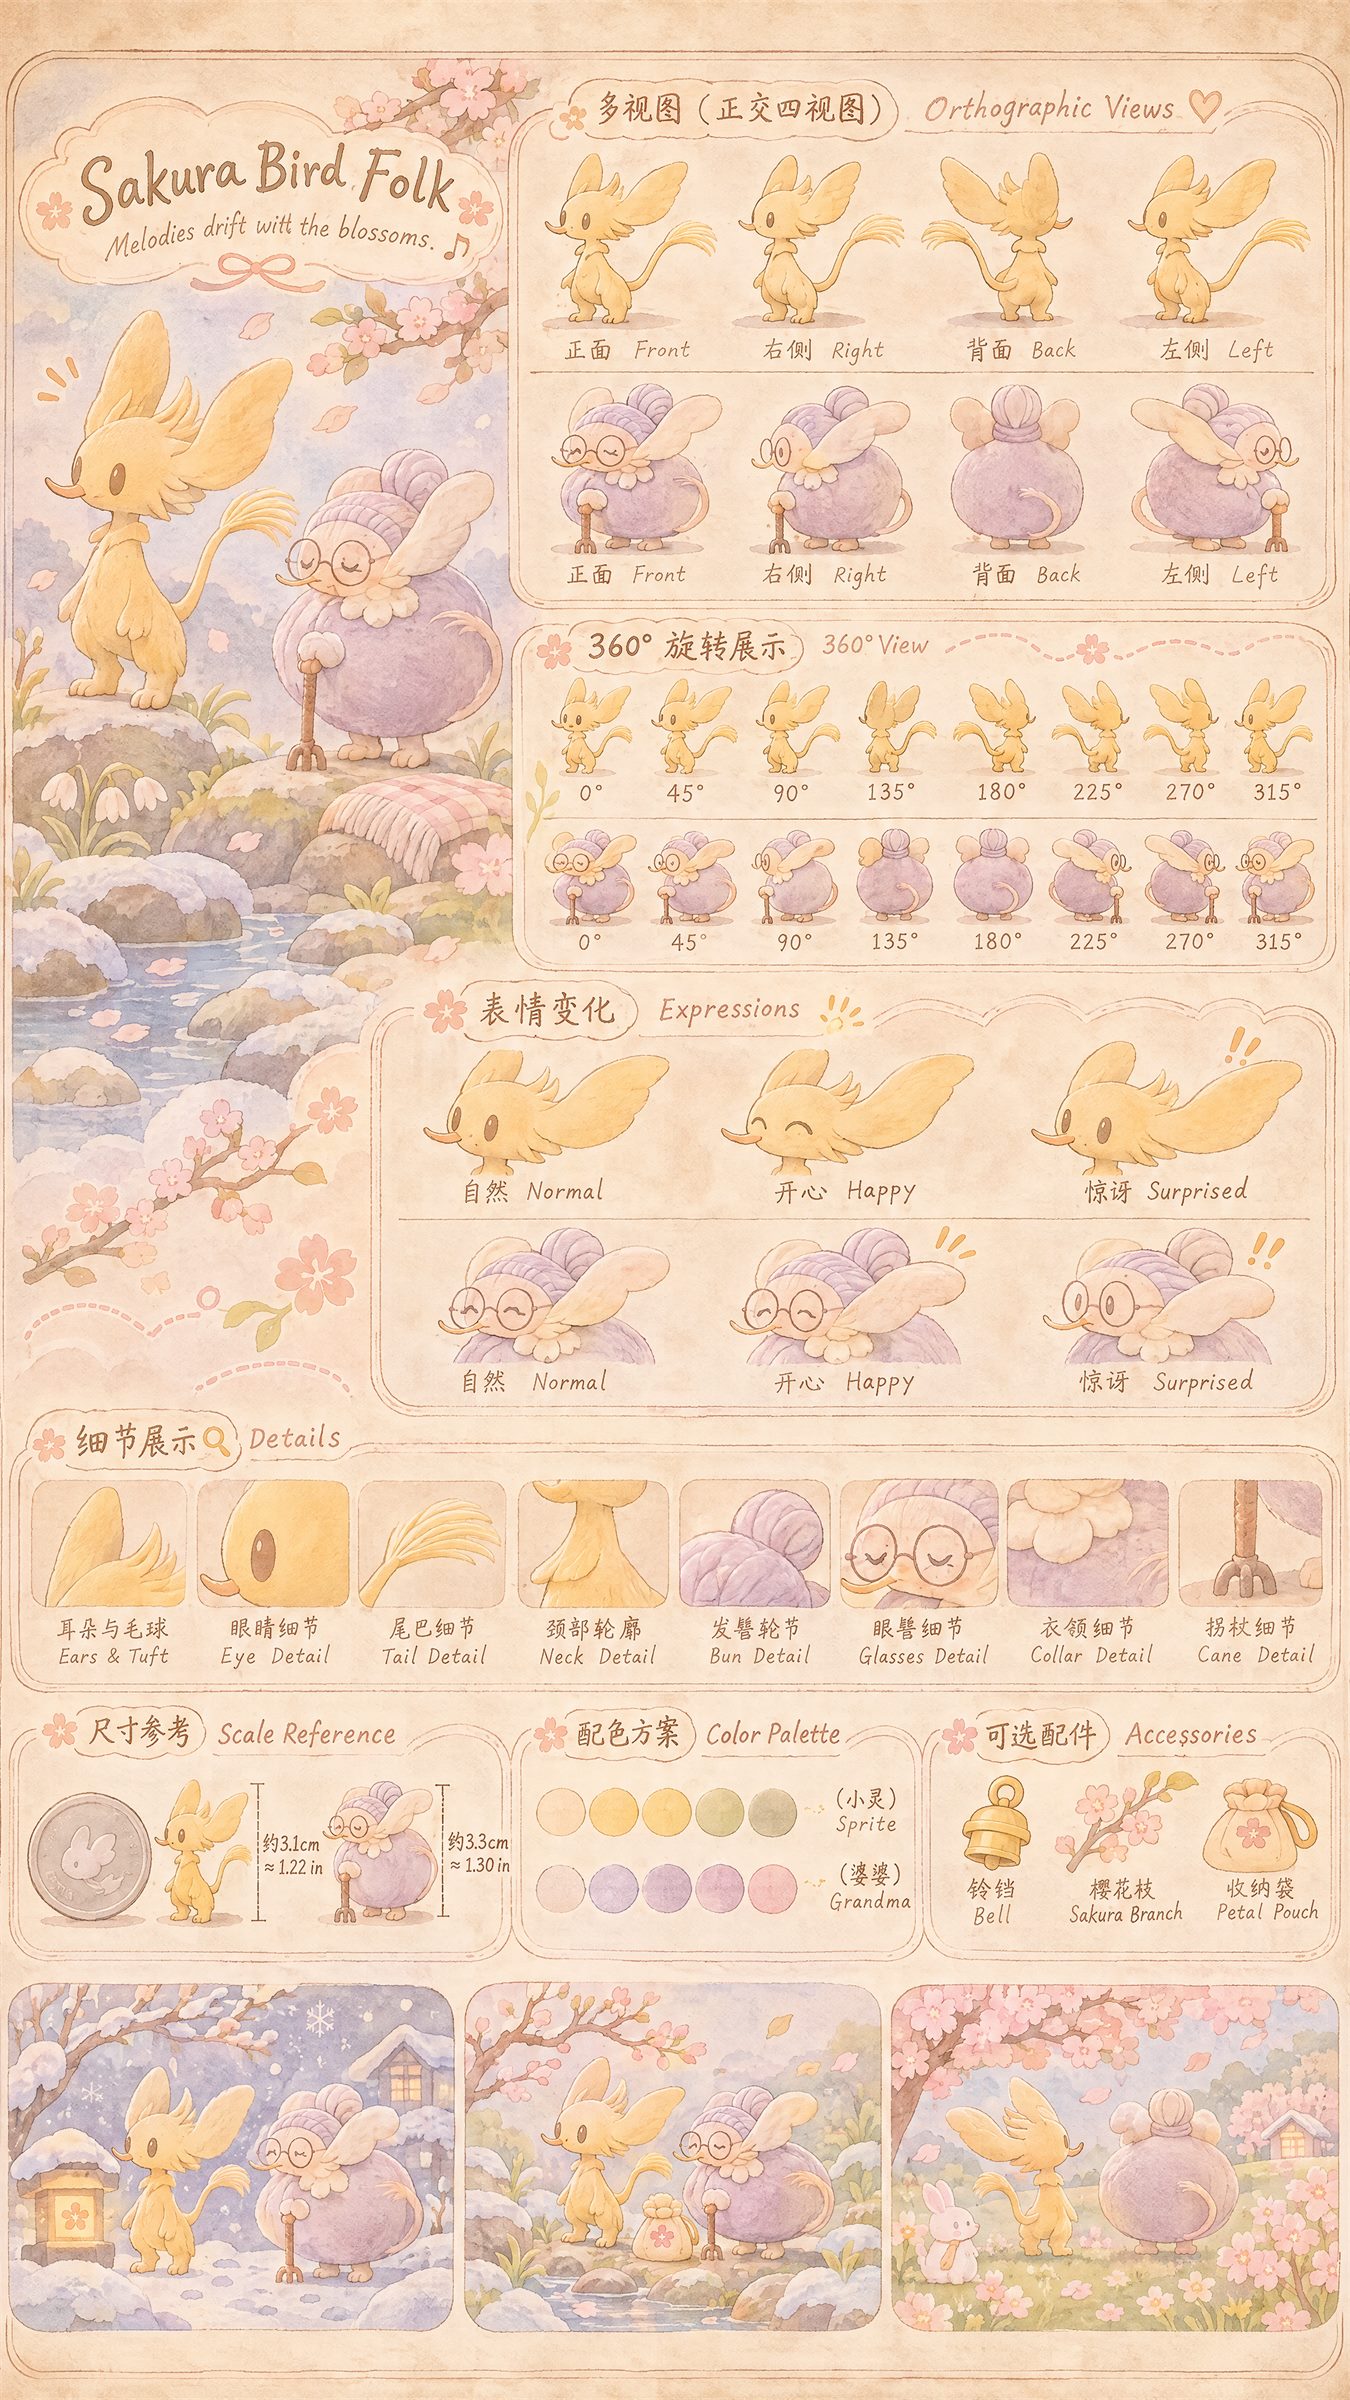 Sakura Bird Folk
Melodies drift witt the blossoms.
多视图（正交四视图） Orthographic Views
正面 Front
右侧 Right
背面 Back
左侧 Left
正面 Front
右侧 Right
背面 Back
左侧 Left
360° 旋转展示 360° View
0° 45° 90° 135° 180° 225° 270° 315°
0° 45° 90° 135° 180° 225° 270° 315°
表情变化 Expressions
自然 Normal
开心 Happy
惊讶 Surprised
自然 Normal
开心 Happy
惊讶 Surprised
细节展示 Details
耳朵与毛球
Ears & Tuft
眼睛细节
Eye Detail
尾巴细节
Tail Detail
颈部轮廓
Neck Detail
发髻轮节
Bun Detail
眼髻细节
Glasses Detail
衣领细节
Collar Detail
拐杖细节
Cane Detail
尺寸参考 Scale Reference
约3.1cm
≈ 1.22 in
约3.3cm
≈ 1.30 in
配色方案 Color Palette
（小灵）
Sprite
（婆婆）
Grandma
可选配件 Accessories
铃铛
Bell
樱花枝
Sakura Branch
收纳袋
Petal Pouch